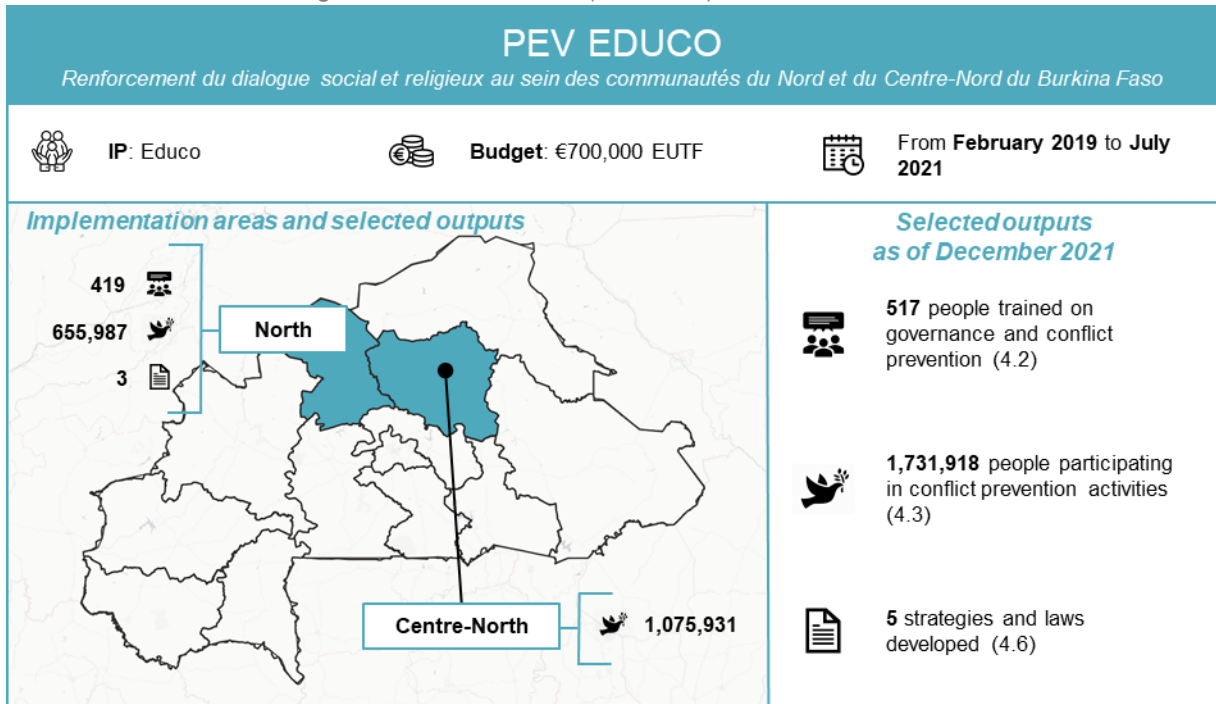 PEV EDUCO
Renforcement du dialogue social et religieux au sein des communautés du Nord et du Centre-Nord du Burkina Faso
IP: Educo
Budget: €700,000 EUTF
From February 2019 to July
2021
Implementation areas and selected outputs
419
655,987
3
North
Centre-North
1,075,931
Selected outputs
as of December 2021
517 people trained on
governance and conflict
prevention (4.2)
1,731,918 people participating
in conflict prevention activities
(4.3)
5 strategies and laws
developed (4.6)